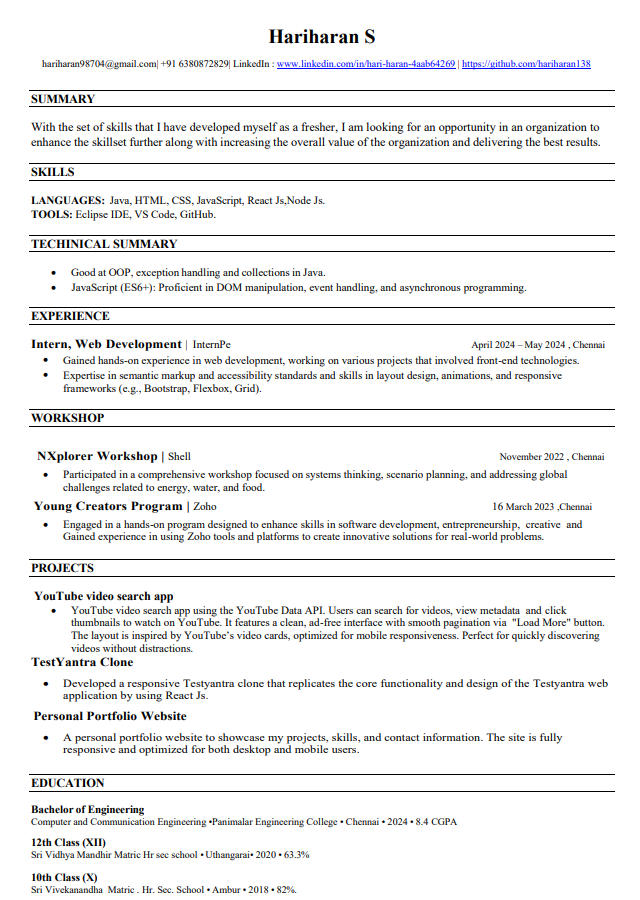 Hariharan S
hariharan98704@gmail.com| +91 6380872829| LinkedIn : www.linkedin.com/in/hari-haran-4aab64269 | https://github.com/hariharan138
SUMMARY
With the set of skills that I have developed myself as a fresher, I am looking for an opportunity in an organization to
enhance the skillset further along with increasing the overall value of the organization and delivering the best results.
SKILLS
LANGUAGES: Java, HTML, CSS, JavaScript, React Js,Node Js.
TOOLS: Eclipse IDE, VS Code, GitHub.
TECHINICAL SUMMARY
• Good at OOP, exception handling and collections in Java.
• JavaScript (ES6+): Proficient in DOM manipulation, event handling, and asynchronous programming.
EXPERIENCE
Intern, Web Development | InternPe April 2024 – May 2024 , Chennai
• Gained hands-on experience in web development, working on various projects that involved front-end technologies.
• Expertise in semantic markup and accessibility standards and skills in layout design, animations, and responsive
frameworks (e.g., Bootstrap, Flexbox, Grid).
WORKSHOP
NXplorer Workshop | Shell November 2022 , Chennai
• Participated in a comprehensive workshop focused on systems thinking, scenario planning, and addressing global
challenges related to energy, water, and food.
Young Creators Program | Zoho 16 March 2023 ,Chennai
• Engaged in a hands-on program designed to enhance skills in software development, entrepreneurship, creative and
Gained experience in using Zoho tools and platforms to create innovative solutions for real-world problems.
PROJECTS
YouTube video search app
• YouTube video search app using the YouTube Data API. Users can search for videos, view metadata and click
thumbnails to watch on YouTube. It features a clean, ad-free interface with smooth pagination via "Load More" button.
The layout is inspired by YouTube's video cards, optimized for mobile responsiveness. Perfect for quickly discovering
videos without distractions.
TestYantra Clone
• Developed a responsive Testyantra clone that replicates the core functionality and design of the Testyantra web
application by using React Js.
Personal Portfolio Website
• A personal portfolio website to showcase my projects, skills, and contact information. The site is fully
responsive and optimized for both desktop and mobile users.
EDUCATION
Bachelor of Engineering
Computer and Communication Engineering •Panimalar Engineering College • Chennai • 2024 • 8.4 CGPA
12th Class (XII)
Sri Vidhya Mandhir Matric Hr sec school • Uthangarai• 2020 • 63.3%
10th Class (X)
Sri Vivekanandha Matric . Hr. Sec. School • Ambur • 2018 • 82%.